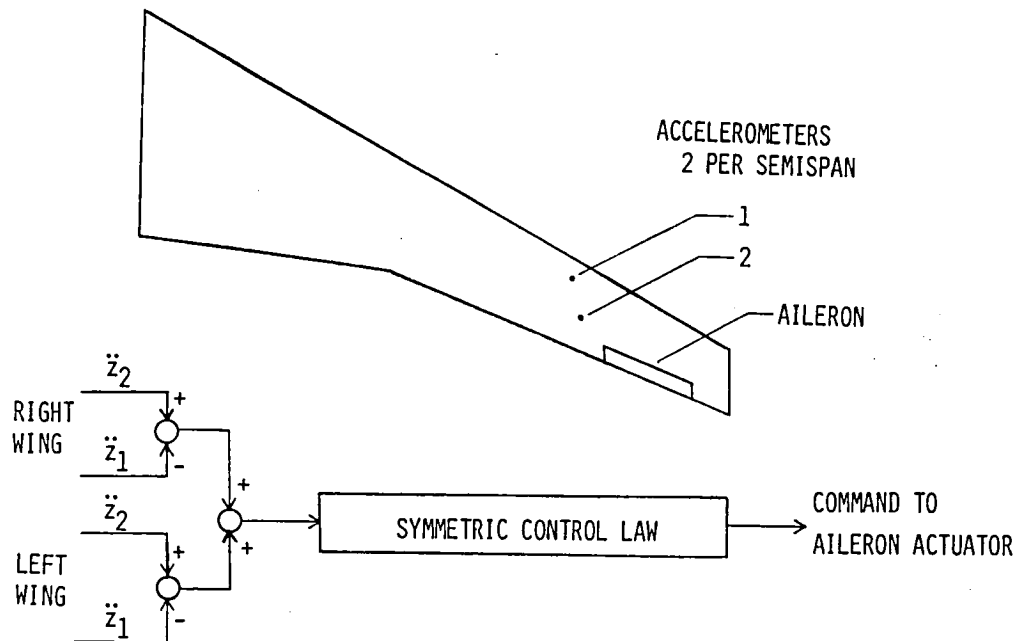 ACCELEROMETERS
2 PER SEMISPAN
1
2
AILERON
z̈2
+
RIGHT
WING
z̈1
-
+
z̈2
+
+
LEFT
WING
z̈1
-
SYMMETRIC CONTROL LAW
COMMAND TO
AILERON ACTUATOR